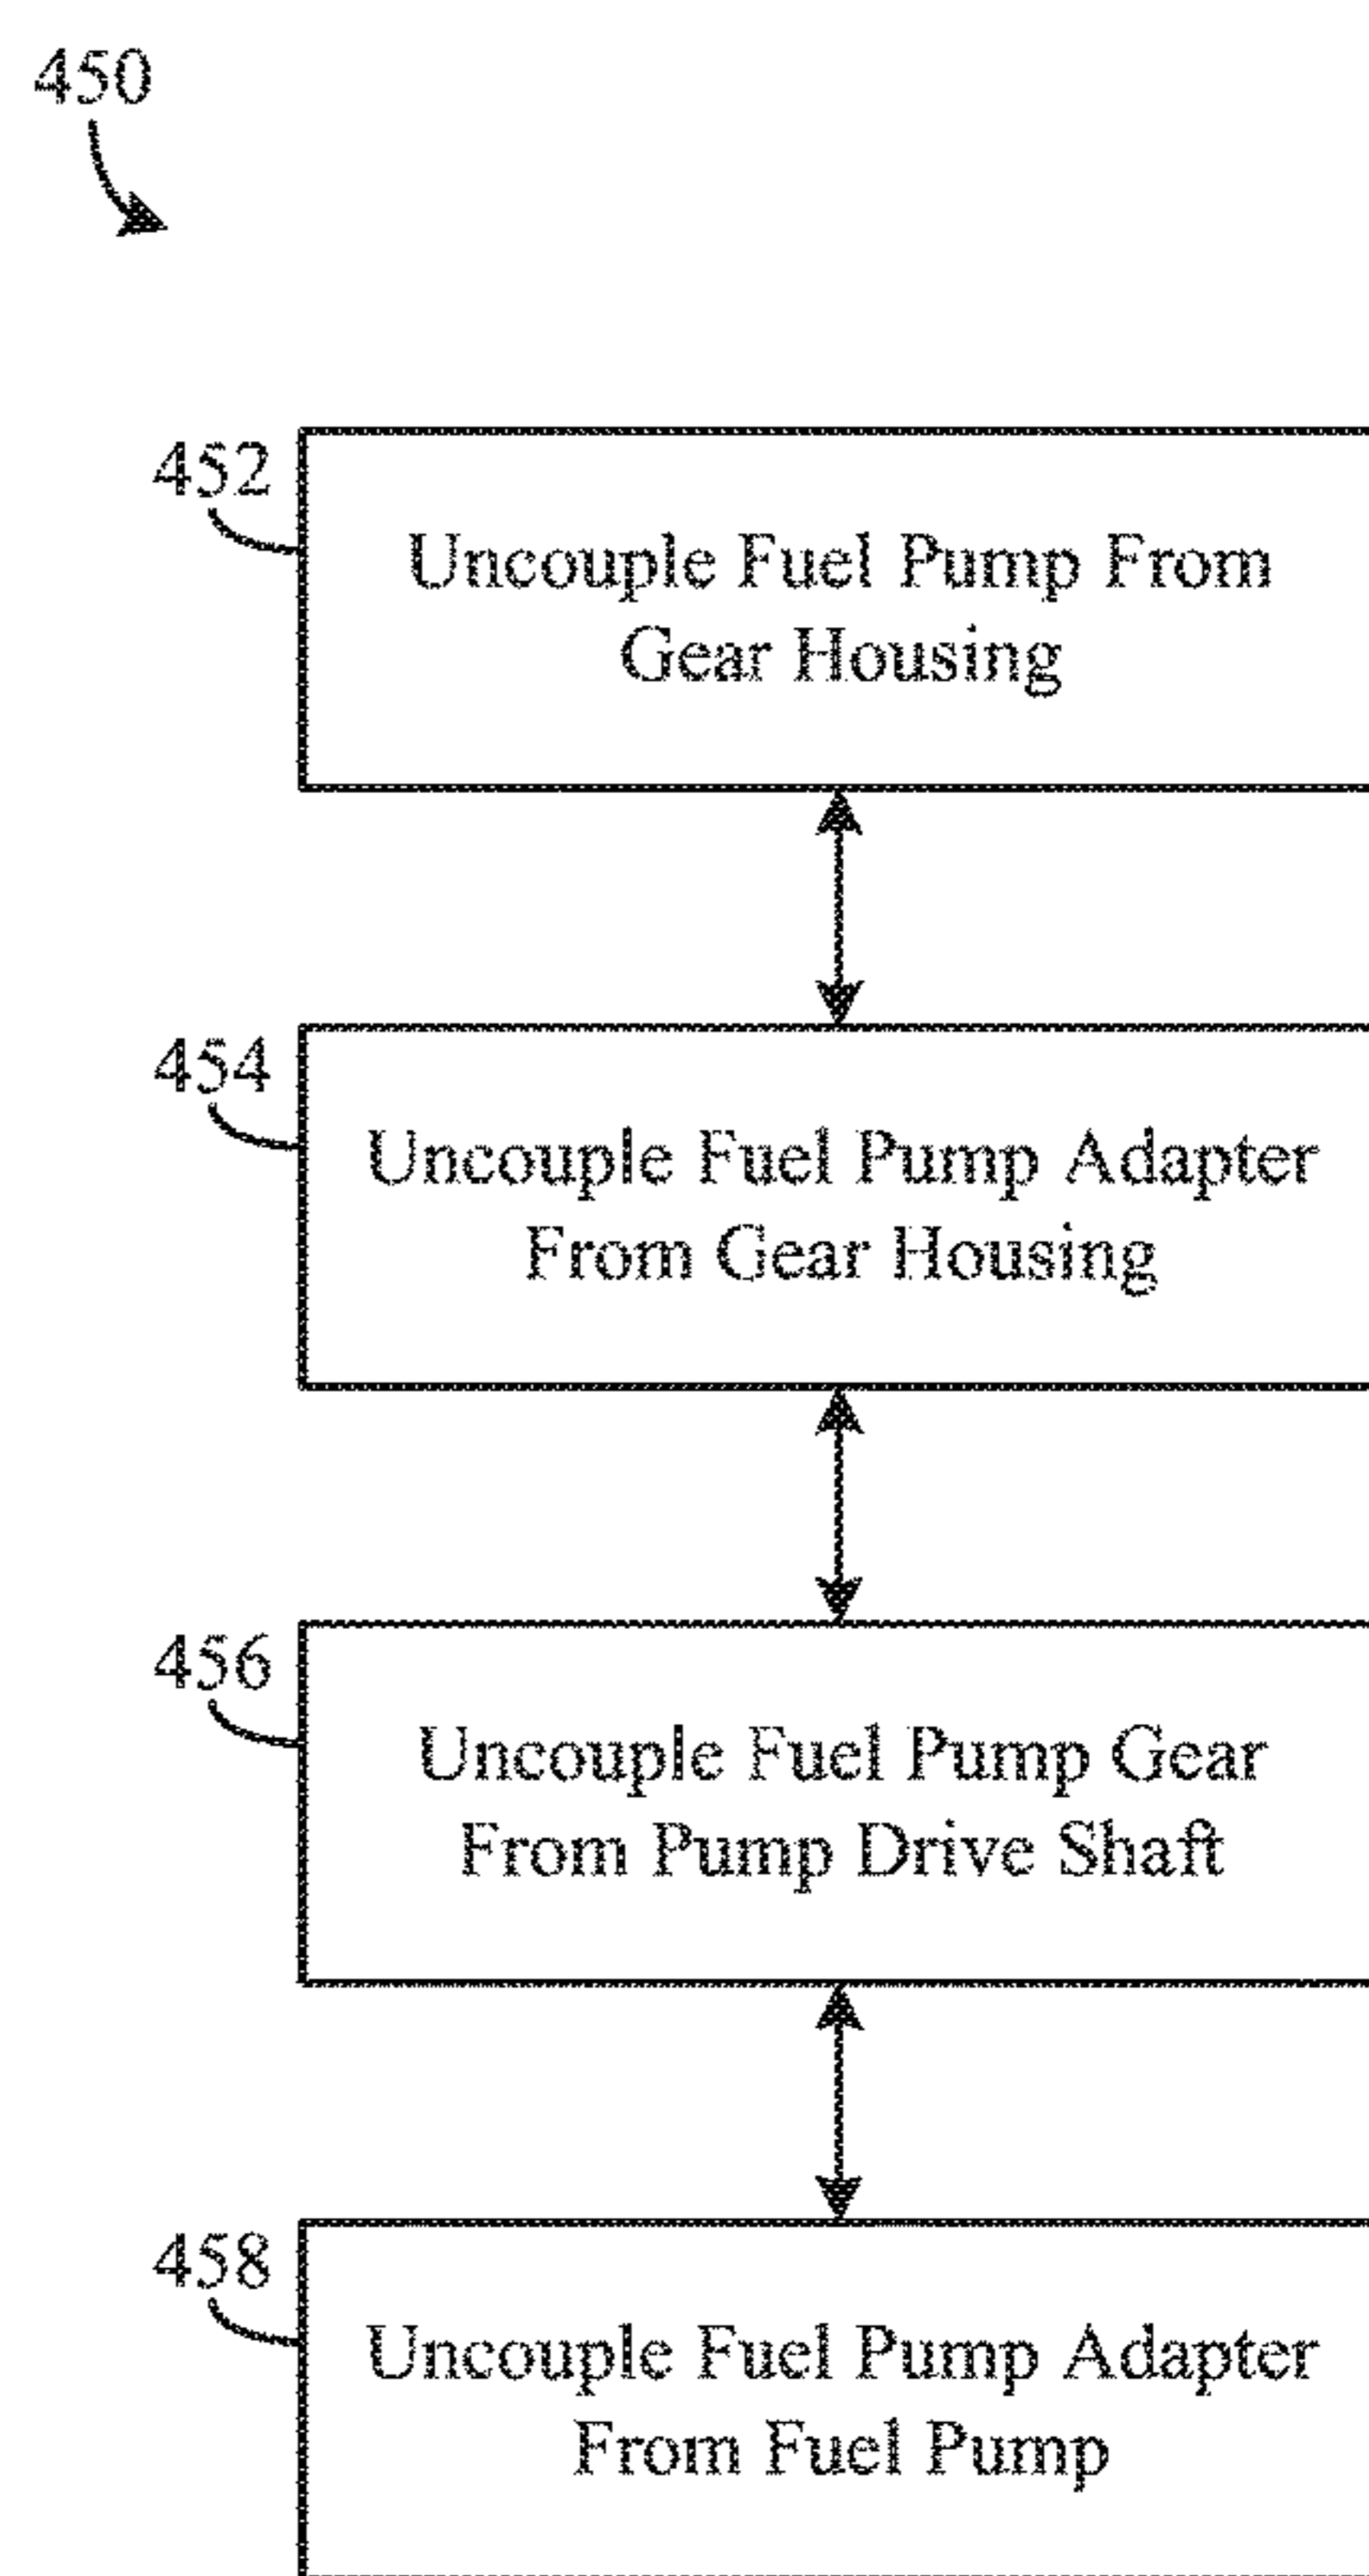 450
452
Uncouple Fuel Pump From
Gear Housing
454
Uncouple Fuel Pump Adapter
From Gear Housing
456
Uncouple Fuel Pump Gear
From Pump Drive Shaft
458
Uncouple Fuel Pump Adapter
From Fuel Pump